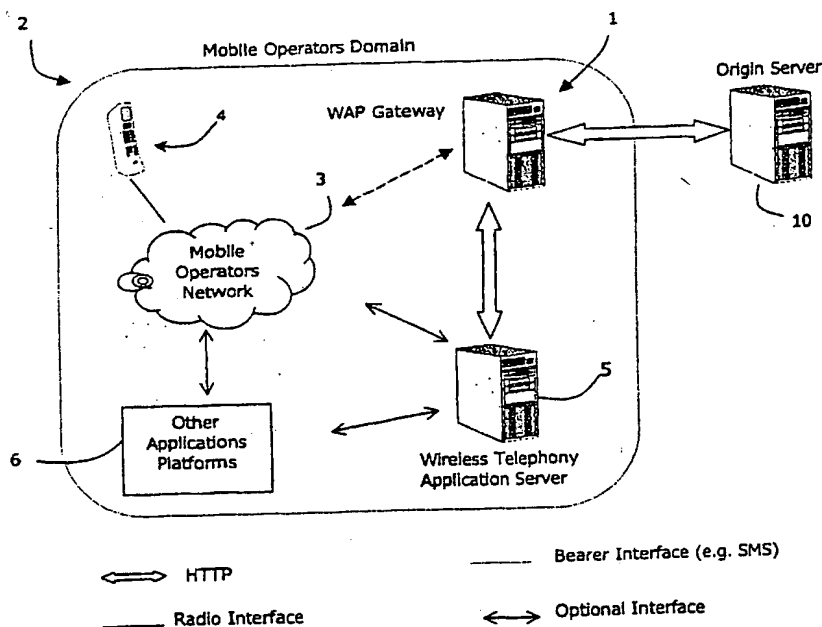 2
Mobile Operators Domain
1
Origin Server
4
WAP Gateway
3
10
Mobile
Operators
Network
5
Other
Applications
Platforms
6
Wireless Telephony
Application Server
HTTP
Bearer Interface (e.g. SMS)
Radio Interface
Optional Interface